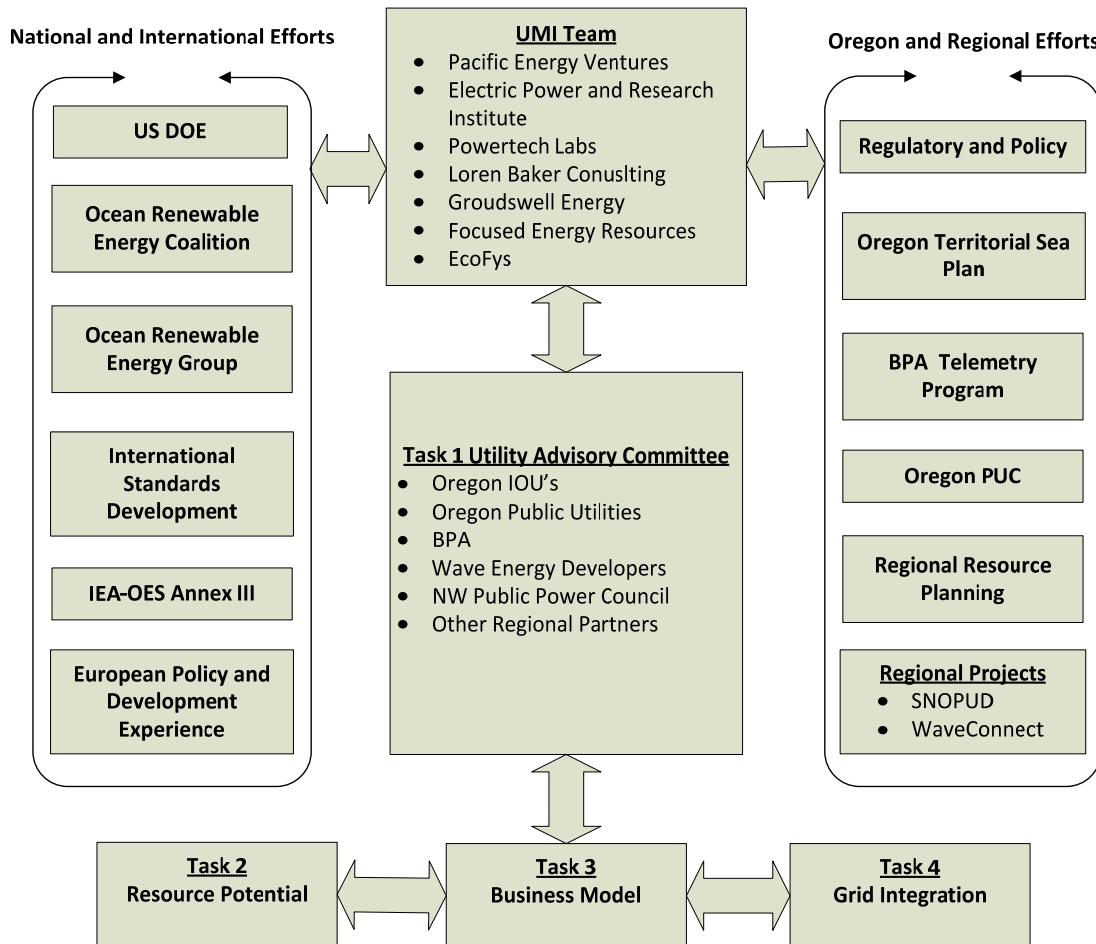 National and International Efforts
US DOE
Ocean Renewable
Energy Coalition
Ocean Renewable
Energy Group
International
Standards
Development
IEA-OES Annex III
European Policy and
Development
Experience
UMI Team
• Pacific Energy Ventures
• Electric Power and Research
Institute
• Powertech Labs
• Loren Baker Conuslting
• Groudswell Energy
• Focused Energy Resources
• EcoFys
Task 1 Utility Advisory Committee
• Oregon IOU's
• Oregon Public Utilities
• BPA
• Wave Energy Developers
• NW Public Power Council
• Other Regional Partners
Oregon and Regional Efforts
Regulatory and Policy
Oregon Territorial Sea
Plan
BPA Telemetry
Program
Oregon PUC
Regional Resource
Planning
Regional Projects
• SNOPUD
• WaveConnect
Task 2
Resource Potential
Task 3
Business Model
Task 4
Grid Integration